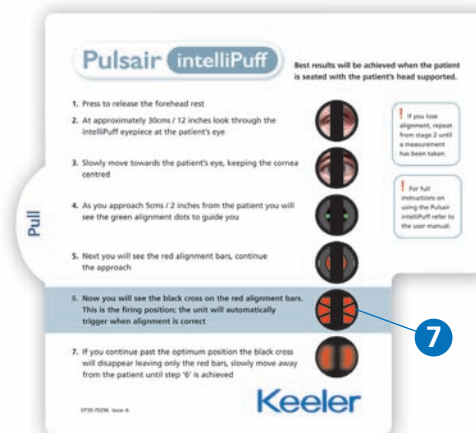 Pulsair intelliPuff
Best results will be achieved when the patient
is seated with the patient's head supported.
1. Press to release the forehead rest
2. At approximately 30cms / 12 inches look through the
intelliPuff eyepiece at the patient's eye
3. Slowly move towards the patient's eye, keeping the cornea
centred
4. As you approach 5cms / 2 inches from the patient you will
see the green alignment dots to guide you
5. Next you will see the red alignment bars, continue
the approach
6. Now you will see the black cross on the red alignment bars.
This is the firing position; the unit will automatically
trigger when alignment is correct
7. If you continue past the optimum position the black cross
will disappear leaving only the red bars, slowly move away
from the patient until step '6' is achieved
! If you lose
alignment, repeat
from stage 2 until
a measurement
has been taken.
! For full
instructions on
using the Pulsair
intelliPuff refer to
the user manual.
Pull
7
Keeler
EP59-70296 Issue A